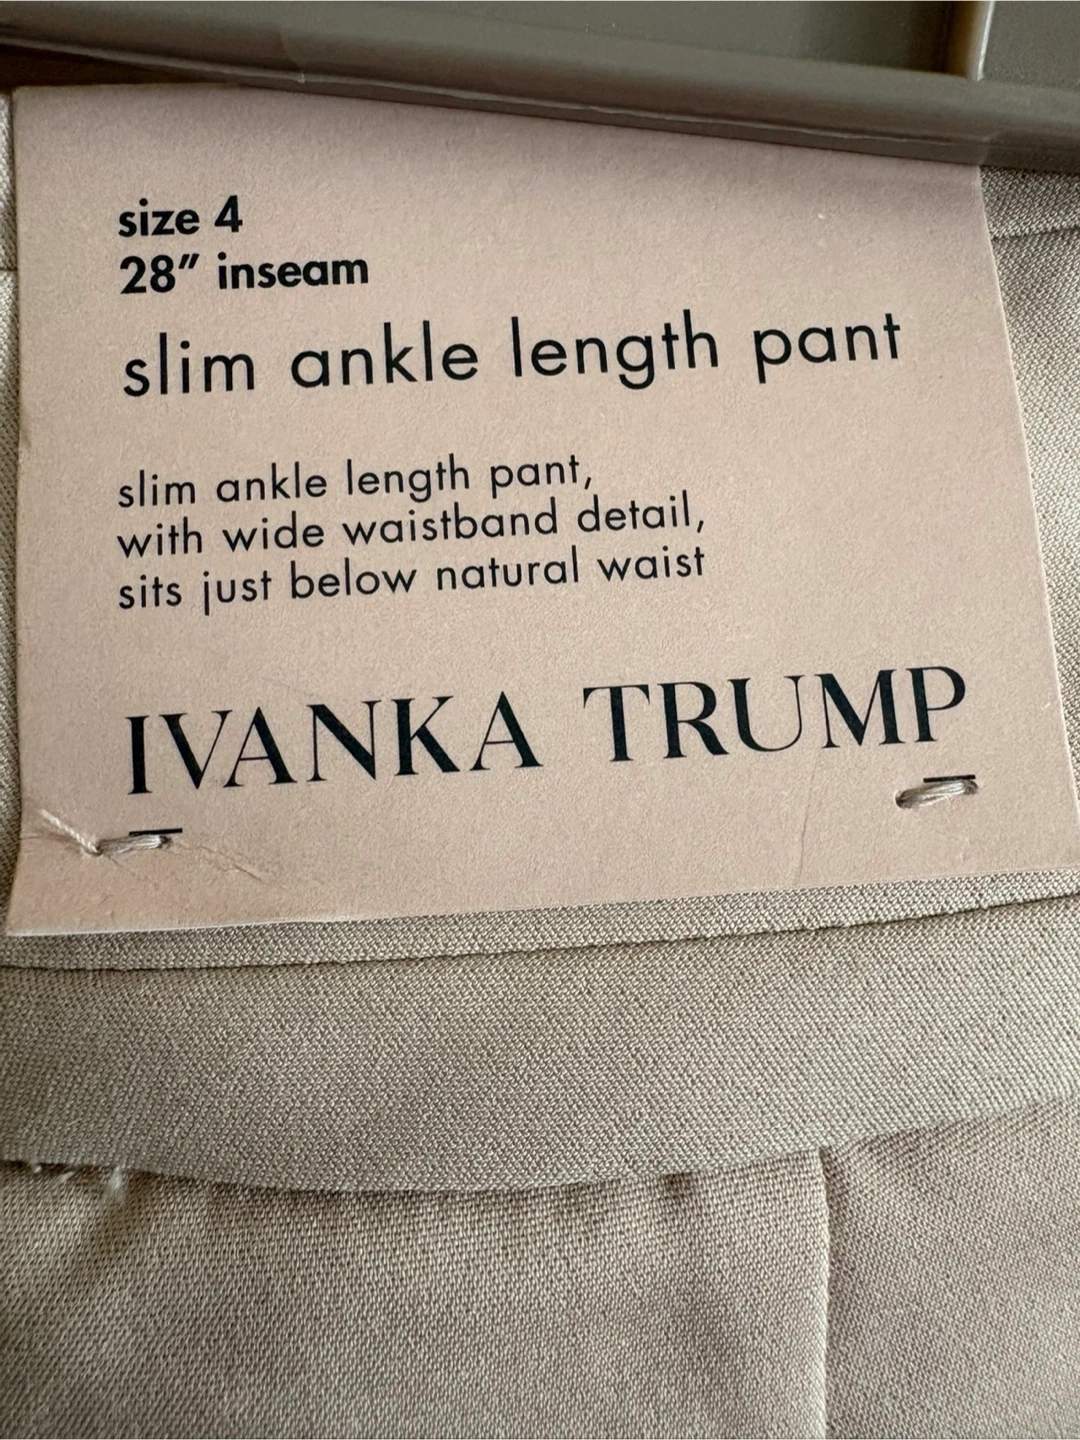 size 4
28" inseam
slim ankle length pant
slim ankle length pant,
with wide waistband detail,
sits just below natural waist
IVANKA TRUMP